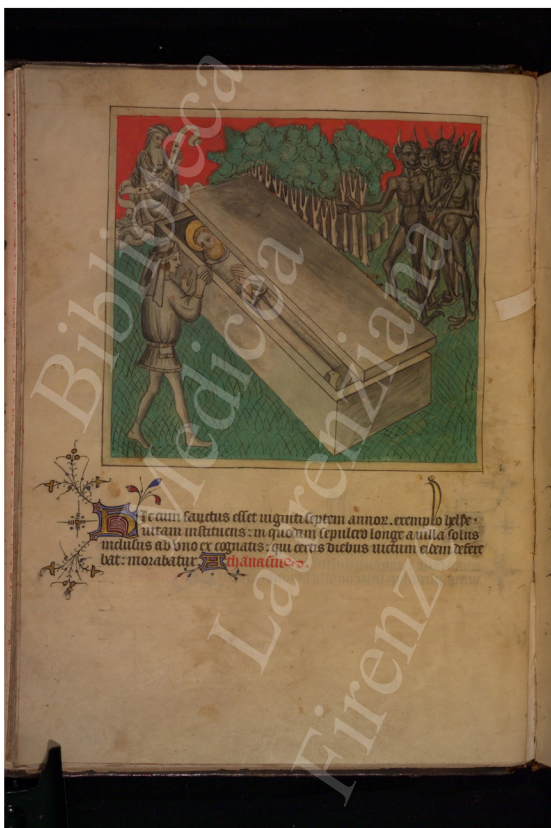 Hic cum sanctus esset uiginti septem annor. exemplo helye.
uitam instituens: in quodam sepulcro longe a uilla solus
inclusus ab vno ex cognatis: qui certis diebus uictum eidem defere
bat: morabatur Athanasius.
Biblioteca
Medicea
Laurenziana
Firenze